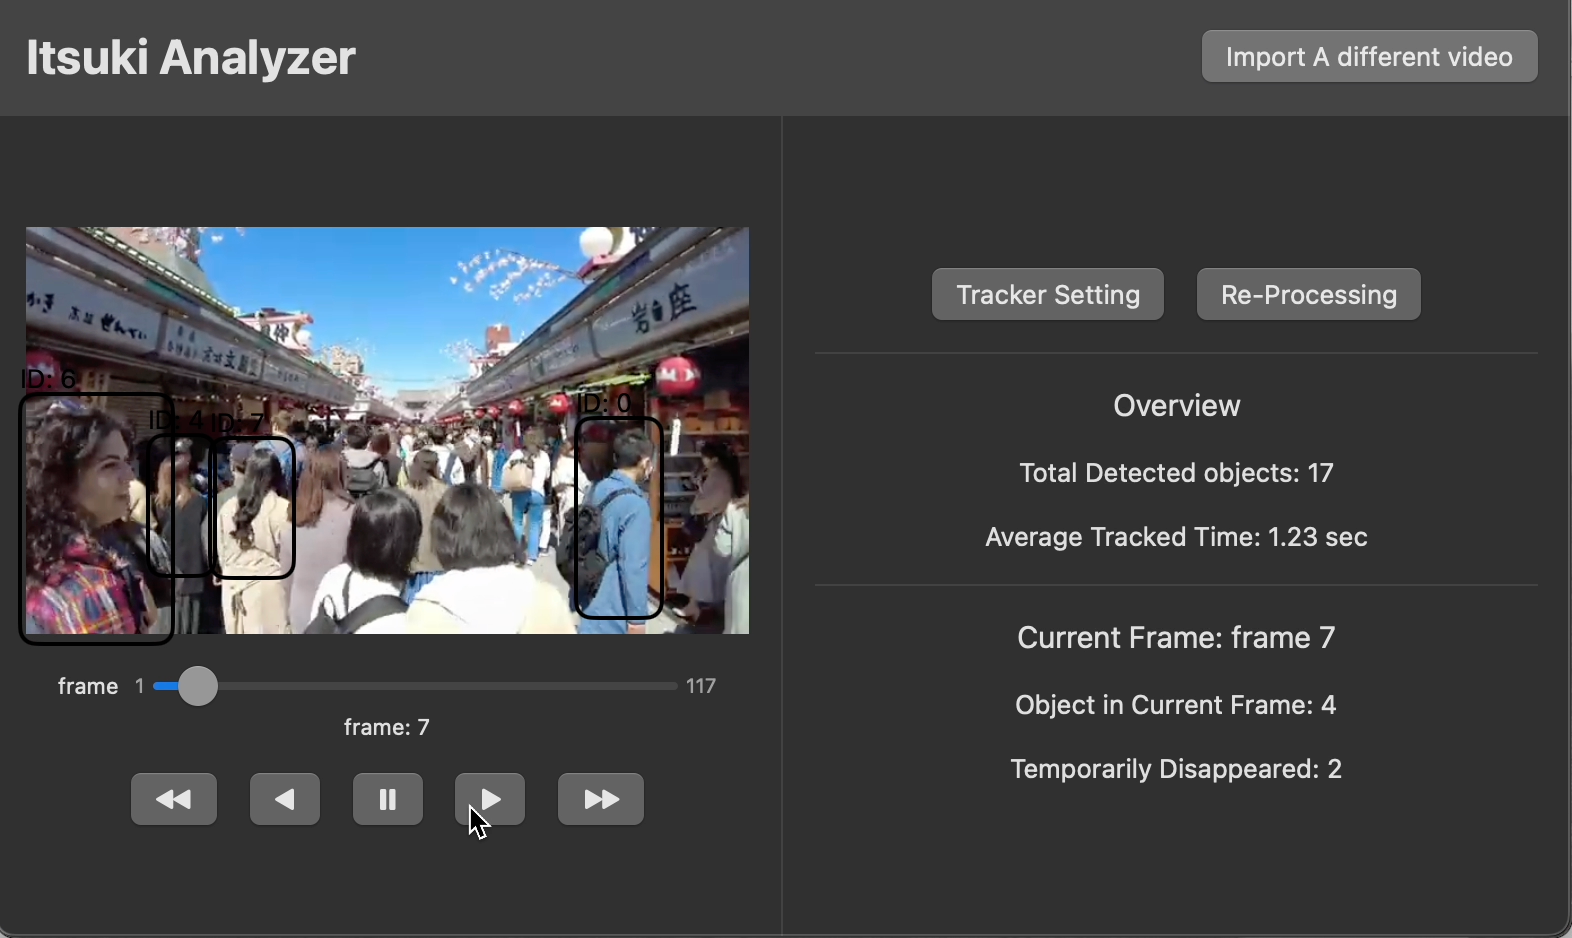 Itsuki Analyzer
Import A different video
岩座
ID: 6
ID: 4
ID: 7
ID: 0
frame 1 117
frame: 7
Tracker Setting
Re-Processing
Overview
Total Detected objects: 17
Average Tracked Time: 1.23 sec
Current Frame: frame 7
Object in Current Frame: 4
Temporarily Disappeared: 2